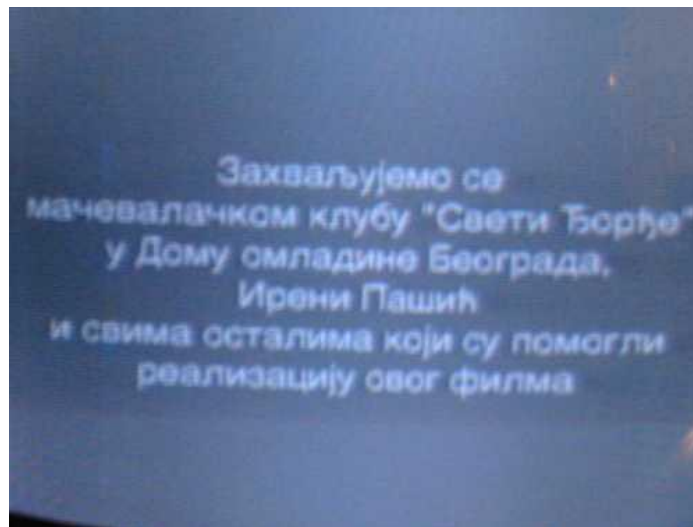 Захваљујемо се
мачевалачком клубу "Свети Ђорђе"
у Дому омладине Београда,
Ирени Пашић
и свима осталима који су помогли
реализацију овог филма